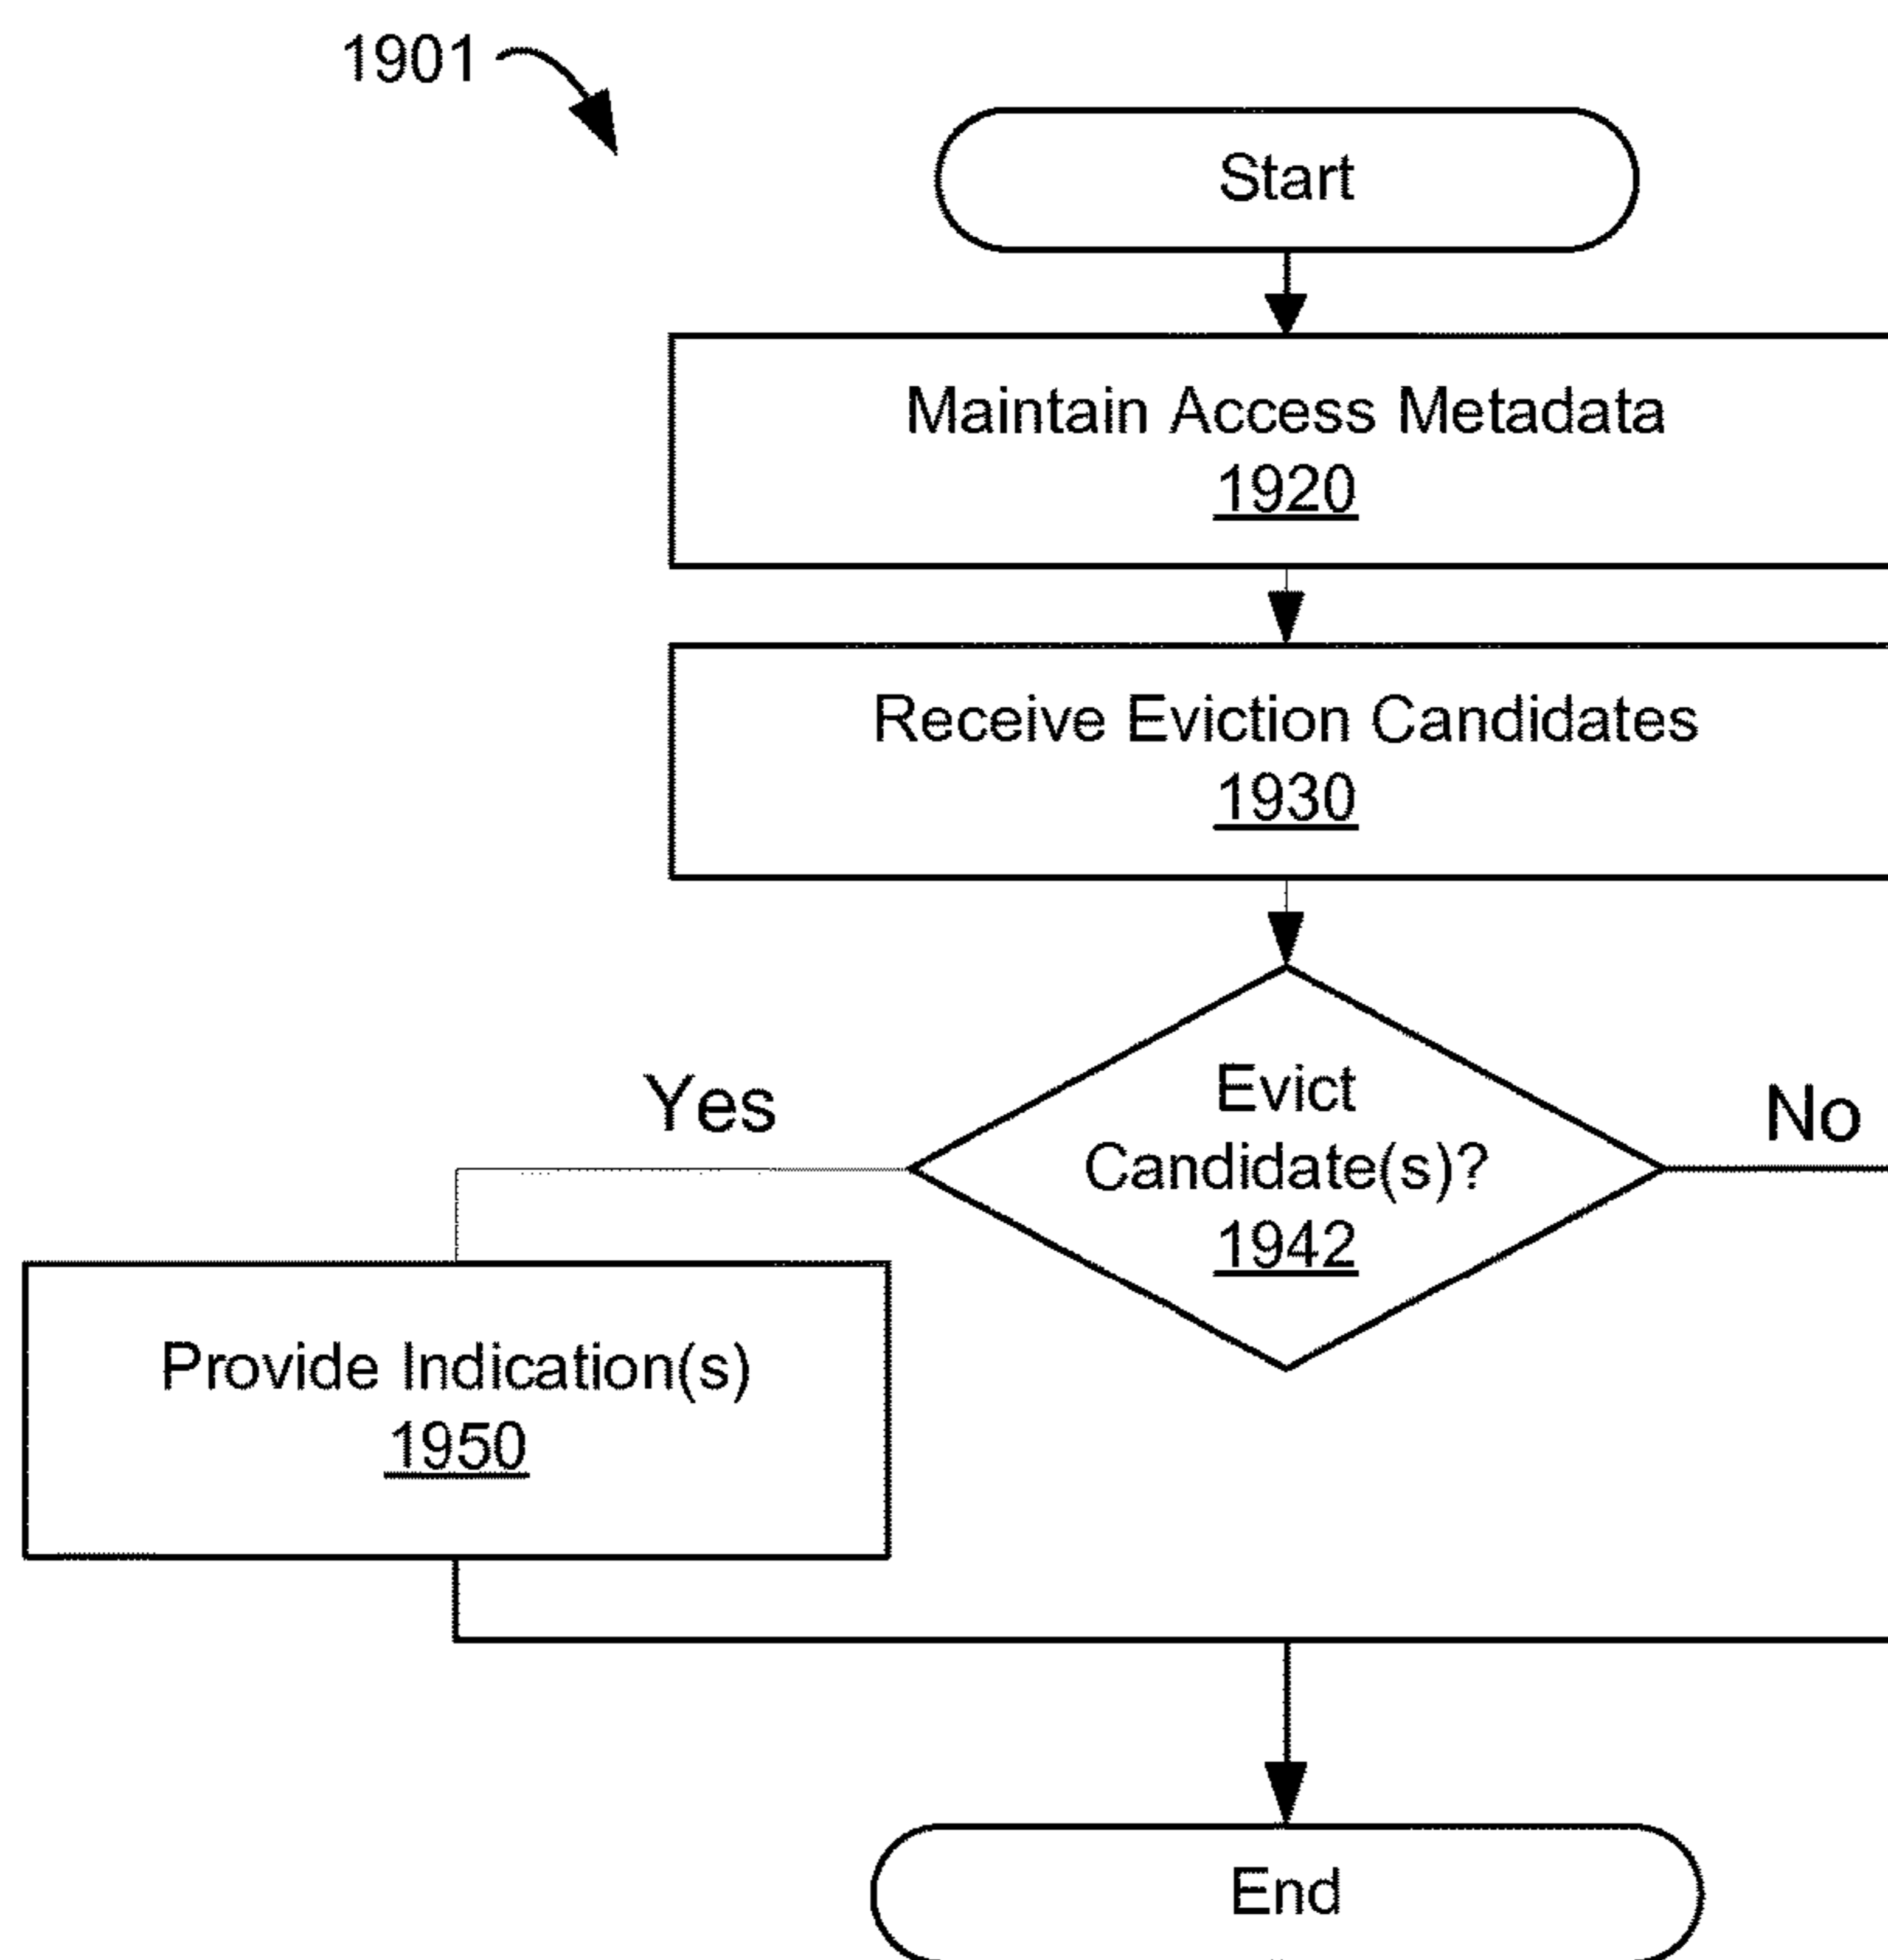 1901
Start
Maintain Access Metadata
1920
Receive Eviction Candidates
1930
Evict
Candidate(s)?
1942
Yes
No
Provide Indication(s)
1950
End